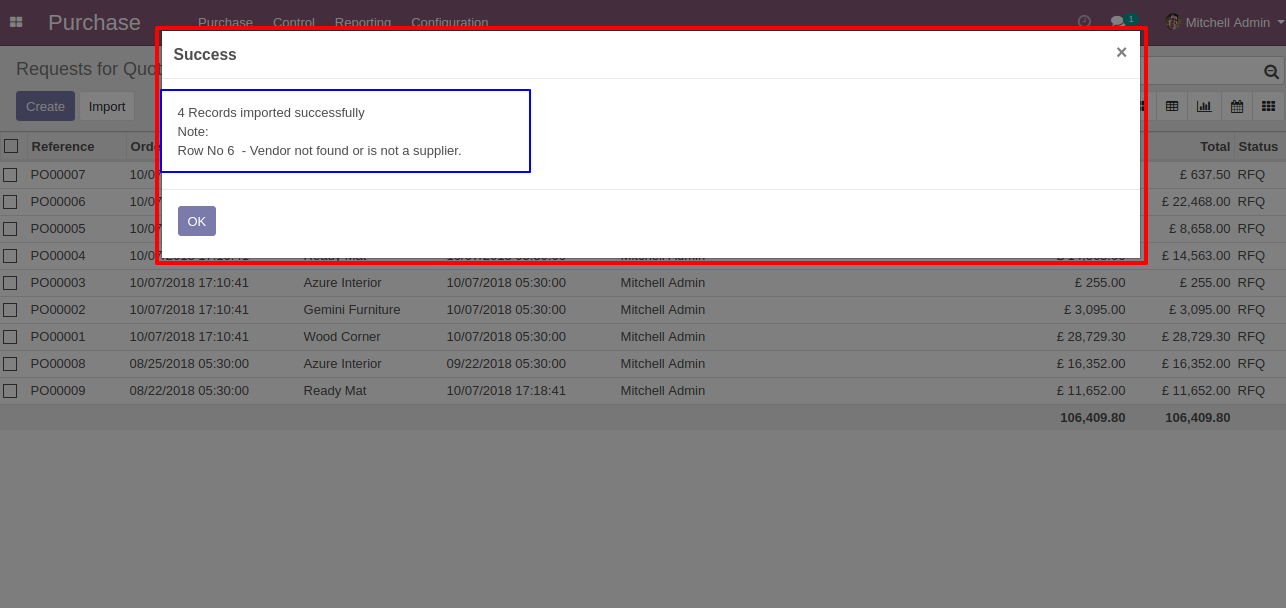 Purchase Purchase Control Reporting Configuration 1 Mitchell Admin
Success ×
Requests for Quot
Create Import
4 Records imported successfully
Note:
Row No 6 - Vendor not found or is not a supplier.
OK
Reference Total Status
PO00007 £ 637.50 RFQ
PO00006 £ 22,468.00 RFQ
PO00005 £ 8,658.00 RFQ
PO00004 £ 14,563.00 RFQ
PO00003 10/07/2018 17:10:41 Azure Interior 10/07/2018 05:30:00 Mitchell Admin £ 255.00 £ 255.00 RFQ
PO00002 10/07/2018 17:10:41 Gemini Furniture 10/07/2018 05:30:00 Mitchell Admin £ 3,095.00 £ 3,095.00 RFQ
PO00001 10/07/2018 17:10:41 Wood Corner 10/07/2018 05:30:00 Mitchell Admin £ 28,729.30 £ 28,729.30 RFQ
PO00008 08/25/2018 05:30:00 Azure Interior 09/22/2018 05:30:00 Mitchell Admin £ 16,352.00 £ 16,352.00 RFQ
PO00009 08/22/2018 05:30:00 Ready Mat 10/07/2018 17:18:41 Mitchell Admin £ 11,652.00 £ 11,652.00 RFQ
106,409.80 106,409.80